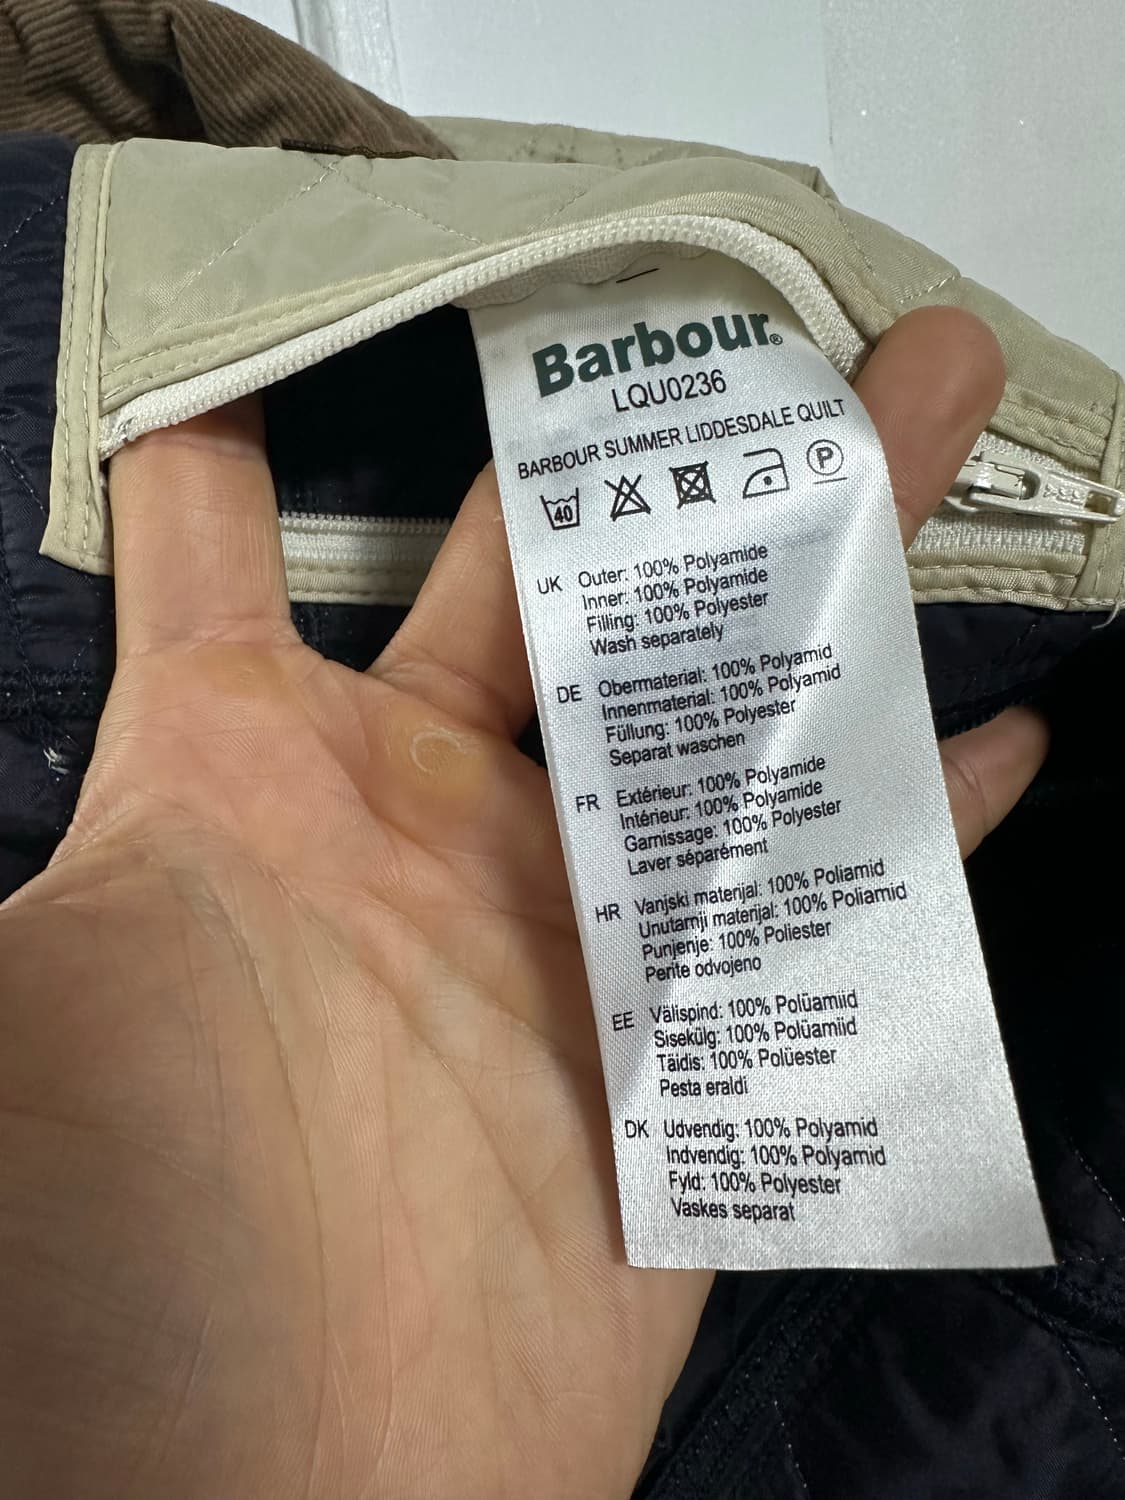 Barbour®
LQU0236
BARBOUR SUMMER LIDDESDALE QUILT
40 P
UK Outer: 100% Polyamide
Inner: 100% Polyamide
Filling: 100% Polyester
Wash separately
DE Obermaterial: 100% Polyamid
Innenmaterial: 100% Polyamid
Füllung: 100% Polyester
Separat waschen
FR Extérieur: 100% Polyamide
Intérieur: 100% Polyamide
Garnissage: 100% Polyester
Laver séparément
HR Vanjski materijal: 100% Poliamid
Unutarnji materijal: 100% Poliamid
Punjenje: 100% Poliester
Perite odvojeno
EE Välispind: 100% Polüamiid
Sisekülg: 100% Polüamiid
Täidis: 100% Polüester
Pesta eraldi
DK Udvendig: 100% Polyamid
Indvendig: 100% Polyamid
Fyld: 100% Polyester
Vaskes separat